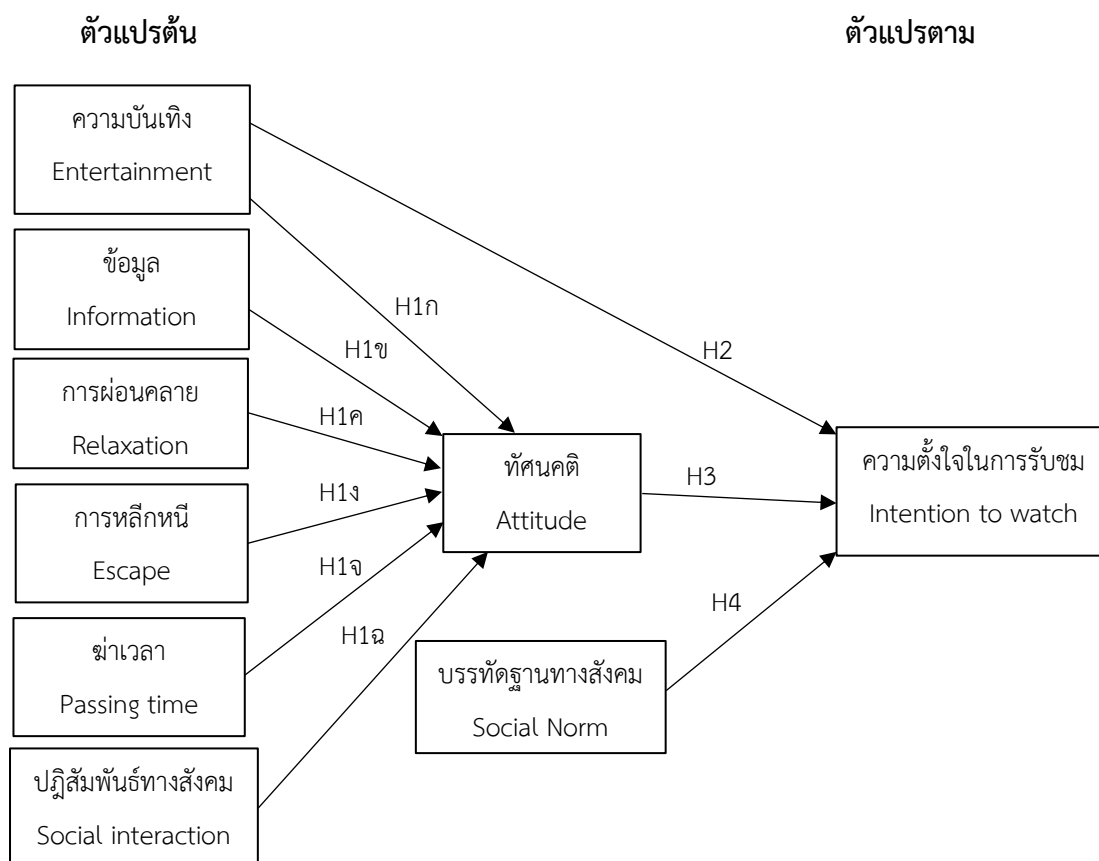 ตัวแปรต้น
ตัวแปรตาม
ความบันเทิง
Entertainment
ข้อมูล
Information
การผ่อนคลาย
Relaxation
การหลีกหนี
Escape
ฆ่าเวลา
Passing time
ปฎิสัมพันธ์ทางสังคม
Social interaction
H1ก
H1ข
H1ค
H1ง
H1จ
H1ฉ
ทัศนคติ
Attitude
บรรทัดฐานทางสังคม
Social Norm
H2
H3
H4
ความตั้งใจในการรับชม
Intention to watch